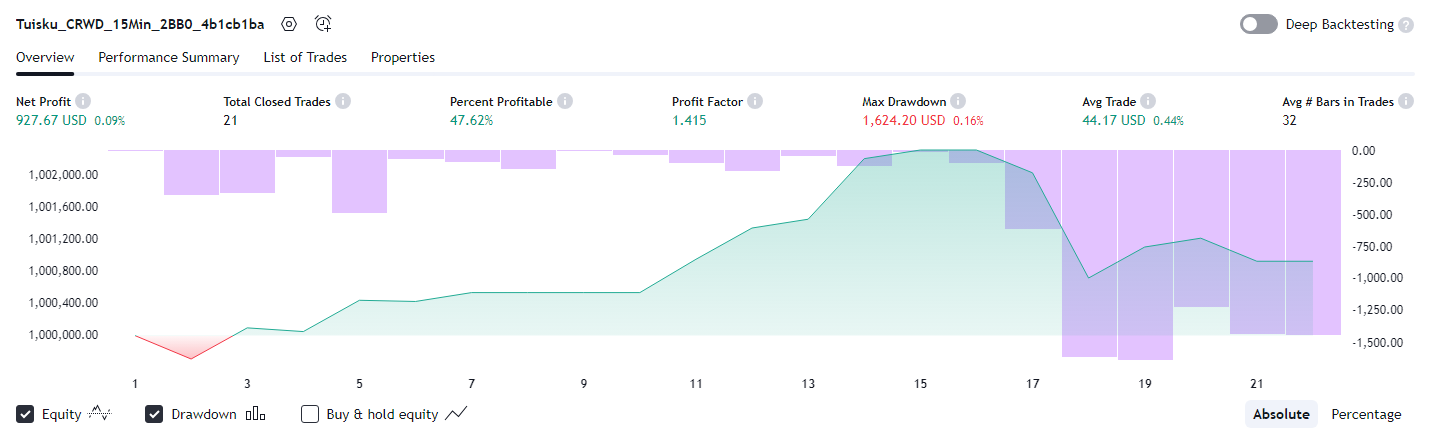 Tuisku_CRWD_15Min_2BB0_4b1cb1ba
Deep Backtesting ?
Overview Performance Summary List of Trades Properties
Net Profit Total Closed Trades Percent Profitable Profit Factor Max Drawdown Avg Trade Avg # Bars in Trades
927.67 USD 0.09% 21 47.62% 1.415 1,624.20 USD 0.16% 44.17 USD 0.44% 32
0.00
1,002,000.00
-250.00
1,001,600.00
-500.00
1,001,200.00
-750.00
1,000,800.00
-1,000.00
1,000,400.00
-1,250.00
1,000,000.00
-1,500.00
1 3 5 7 9 11 13 15 17 19 21
Equity Drawdown Buy & hold equity Absolute Percentage